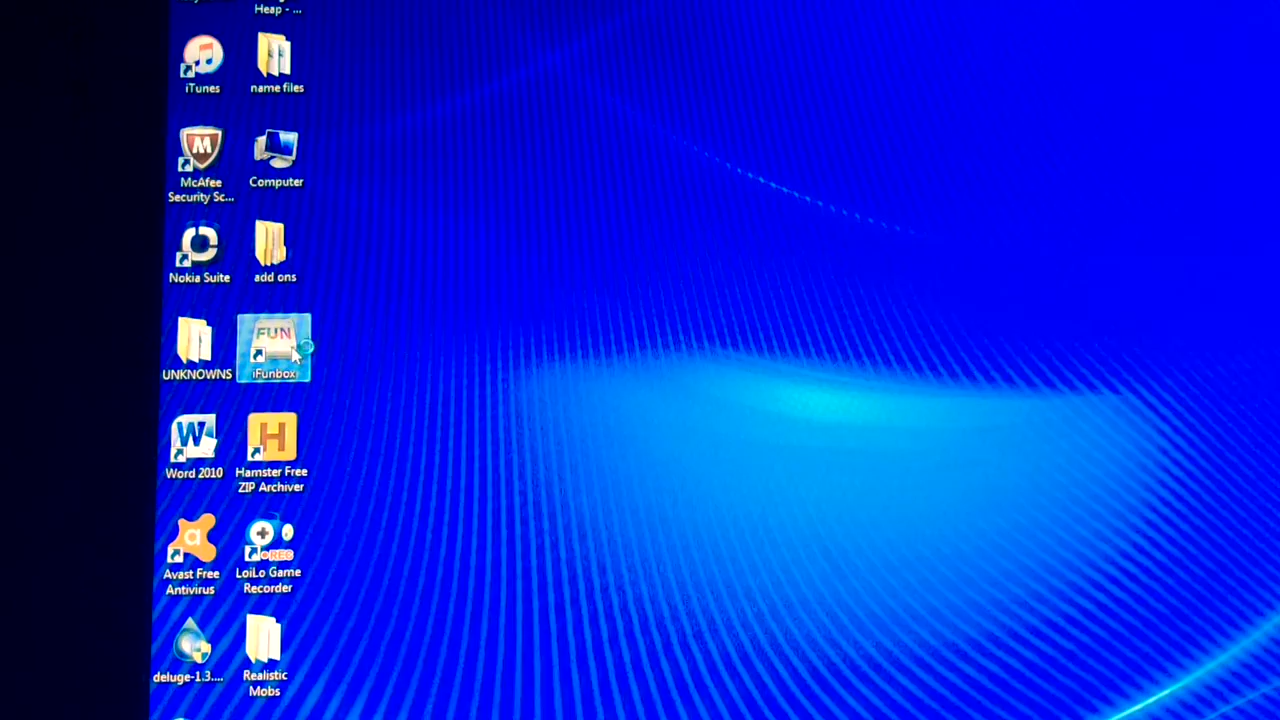 Heap - ...
iTunes
name files
M
McAfee
Security Sc...
Computer
Nokia Suite
add ons
UNKNOWNS
FUN
iFunbox
W
Word 2010
H
Hamster Free
ZIP Archiver
a
Avast Free
Antivirus
REC
LoiLo Game
Recorder
deluge-1.3....
Realistic
Mobs